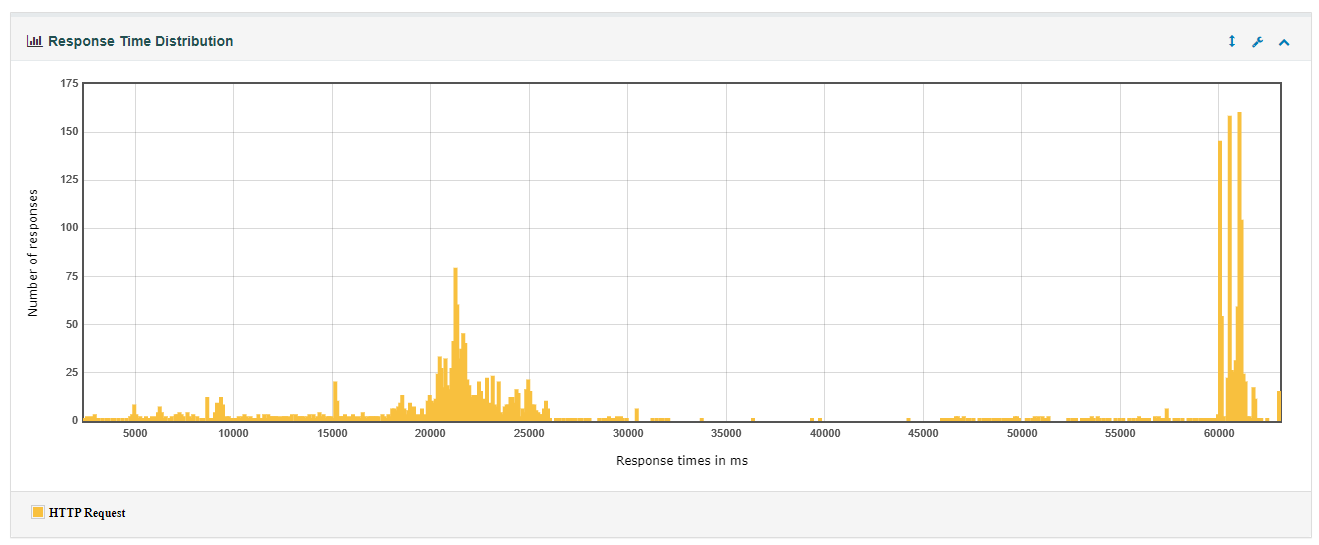 Response Time Distribution
175
150
125
100
75
50
25
0
Number of responses
5000 10000 15000 20000 25000 30000 35000 40000 45000 50000 55000 60000
Response times in ms
HTTP Request